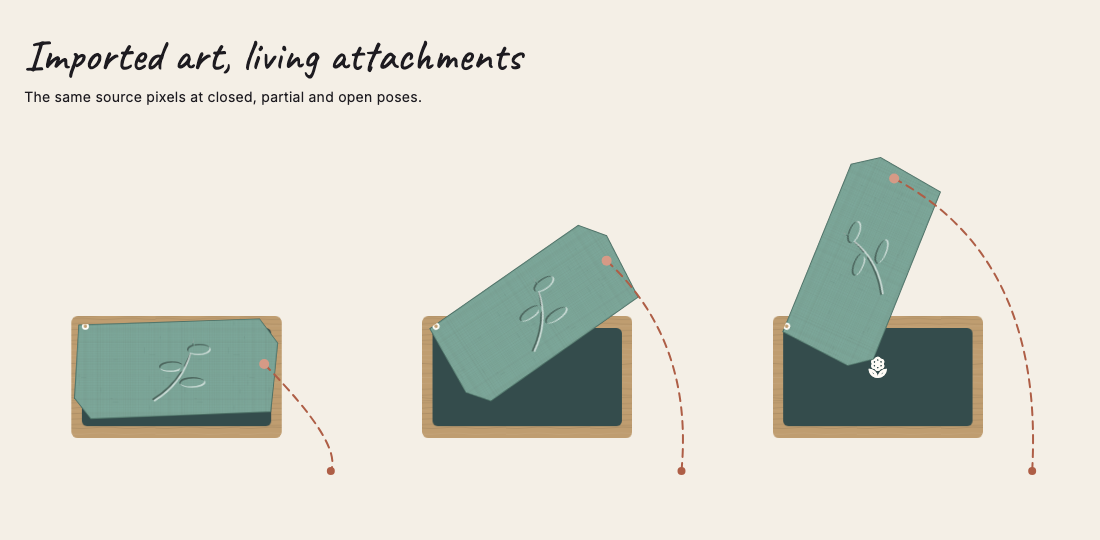 Imported art, living attachments
The same source pixels at closed, partial and open poses.